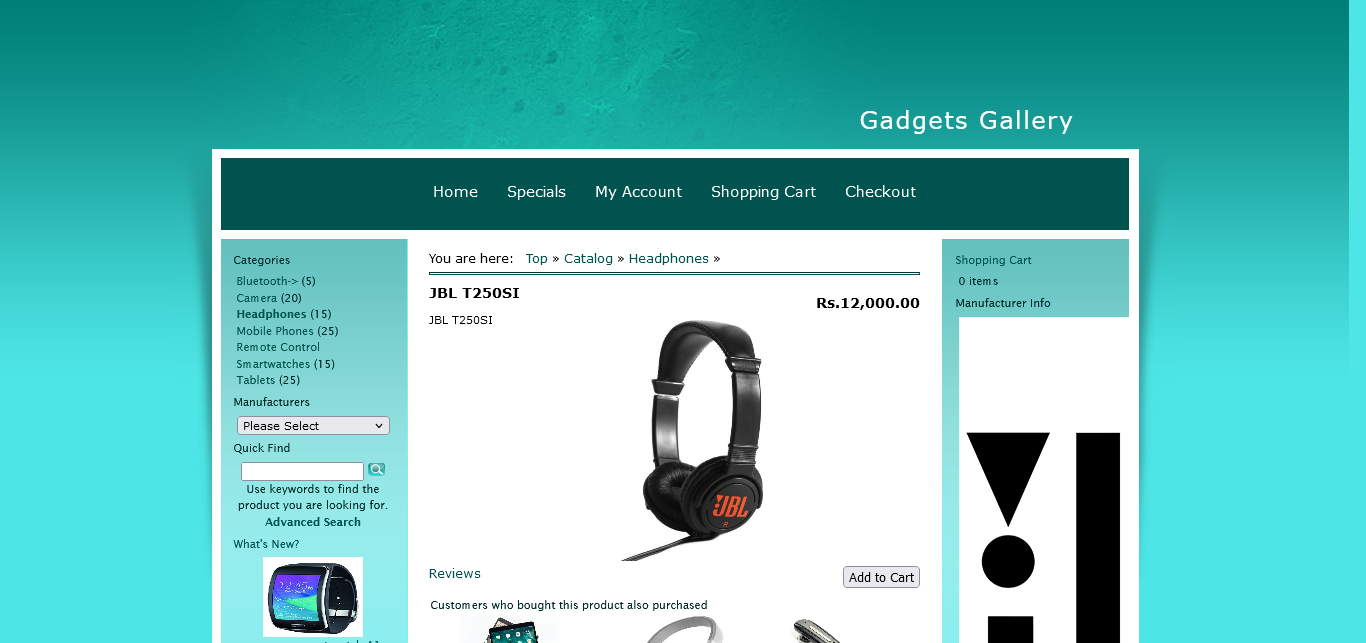 Gadgets Gallery
Home Specials My Account Shopping Cart Checkout
Categories
Bluetooth-> (5)
Camera (20)
Headphones (15)
Mobile Phones (25)
Remote Control
Smartwatches (15)
Tablets (25)
Manufacturers
Please Select
Quick Find
Use keywords to find the
product you are looking for.
Advanced Search
What's New?
You are here: Top » Catalog » Headphones »
JBL T250SI
Rs.12,000.00
JBL T250SI
JBL
R
Reviews
Add to Cart
Customers who bought this product also purchased
Shopping Cart
0 items
Manufacturer Info